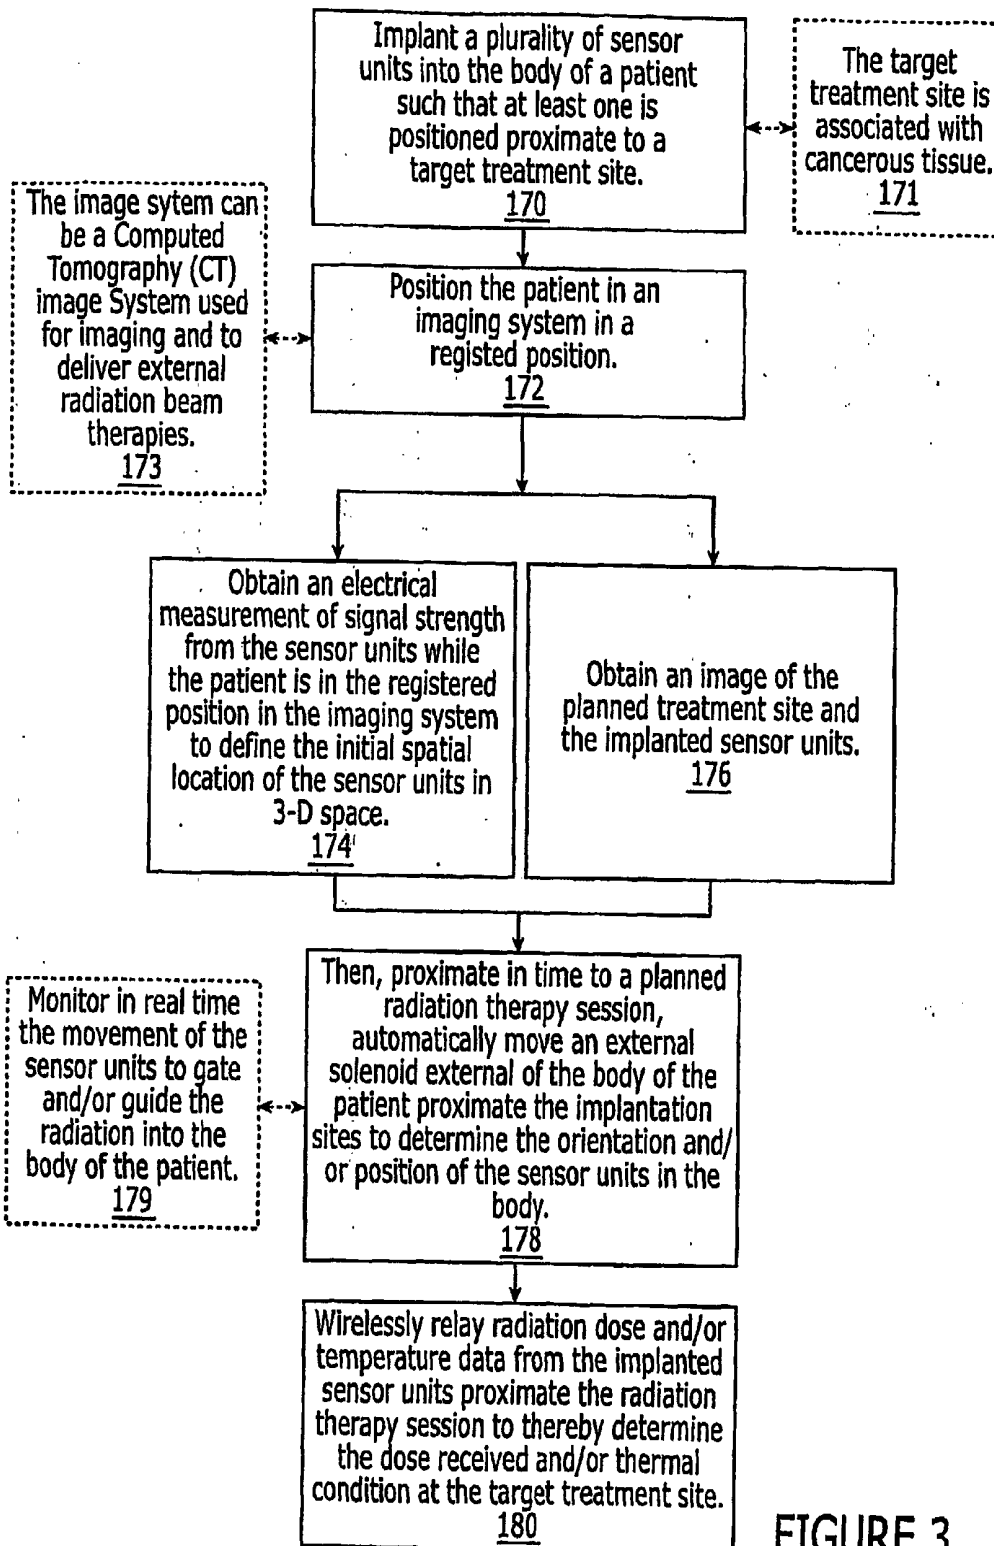 Implant a plurality of sensor
units into the body of a patient
such that at least one is
positioned proximate to a
target treatment site.
170
The target
treatment site is
associated with
cancerous tissue.
171
The image sytem can
be a Computed
Tomography (CT)
image System used
for imaging and to
deliver external
radiation beam
therapies.
173
Position the patient in an
imaging system in a
registed position.
172
Obtain an electrical
measurement of signal strength
from the sensor units while
the patient is in the registered
position in the imaging system
to define the initial spatial
location of the sensor units in
3-D space.
174
Obtain an image of the
planned treatment site and
the implanted sensor units.
176
Then, proximate in time to a planned
radiation therapy session,
automatically move an external
solenoid external of the body of the
patient proximate the implantation
sites to determine the orientation and/
or position of the sensor units in the
body.
178
Monitor in real time
the movement of the
sensor units to gate
and/or guide the
radiation into the
body of the patient.
179
Wirelessly relay radiation dose and/or
temperature data from the implanted
sensor units proximate the radiation
therapy session to thereby determine
the dose received and/or thermal
condition at the target treatment site.
180
FIGURE 3